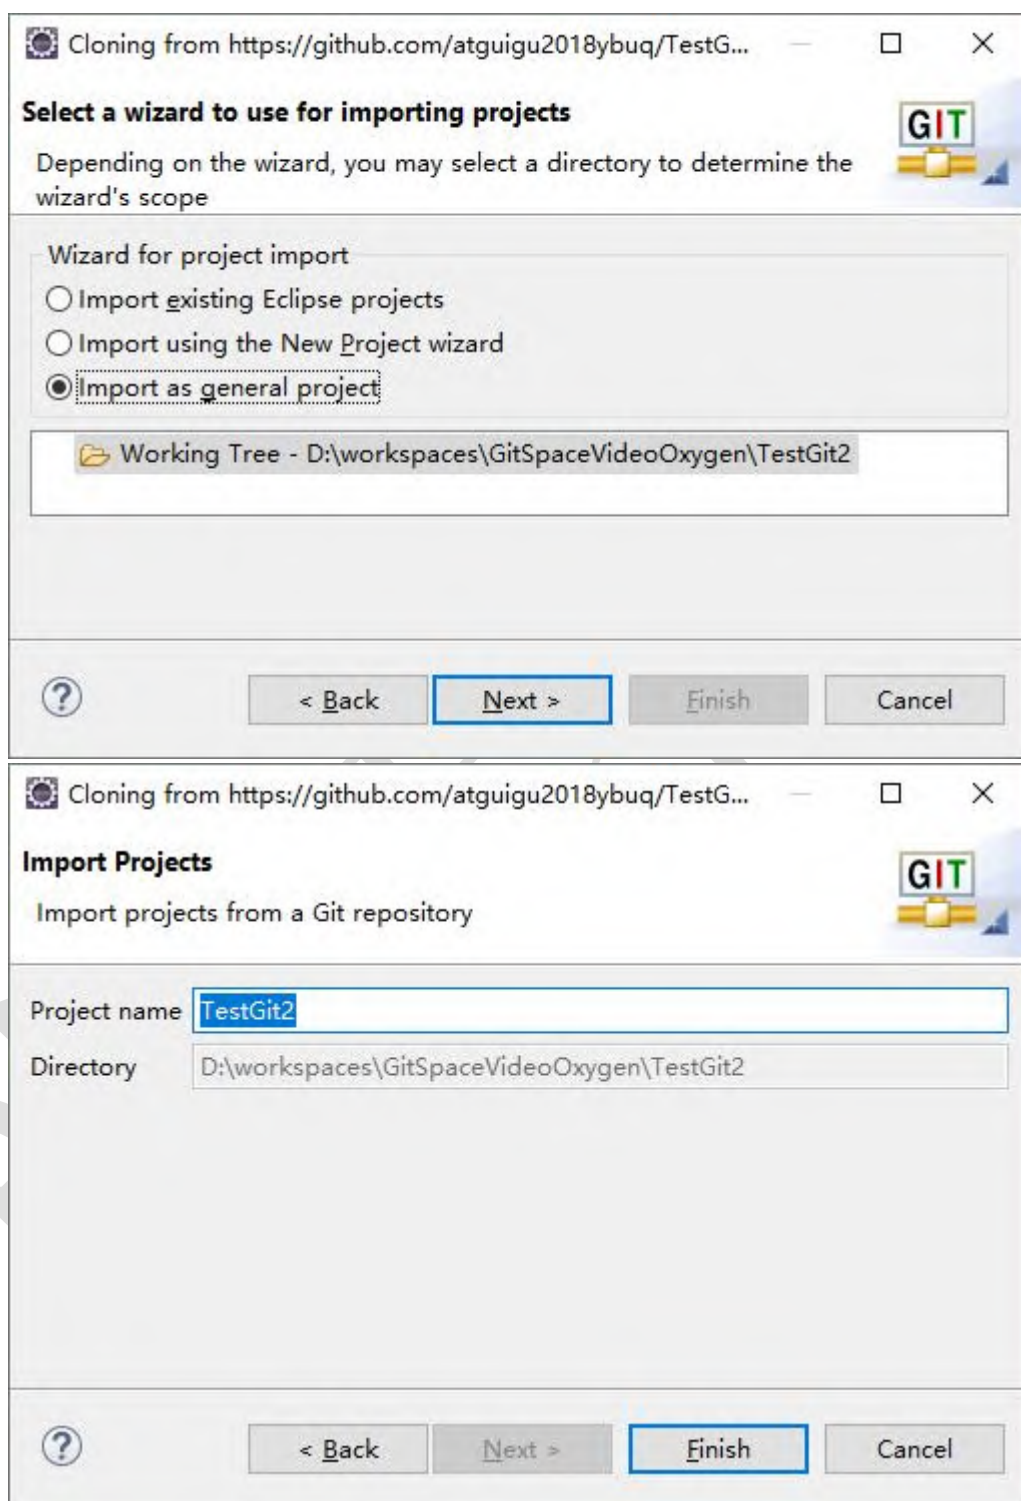 Cloning from https://github.com/atguigu2018ybuq/TestG...
Select a wizard to use for importing projects
GIT
Depending on the wizard, you may select a directory to determine the
wizard's scope
Wizard for project import
Import existing Eclipse projects
Import using the New Project wizard
Import as general project
Working Tree - D:\workspaces\GitSpaceVideoOxygen\TestGit2
? < Back Next > Finish Cancel
Cloning from https://github.com/atguigu2018ybuq/TestG...
Import Projects
GIT
Import projects from a Git repository
Project name TestGit2
Directory D:\workspaces\GitSpaceVideoOxygen\TestGit2
? < Back Next > Finish Cancel